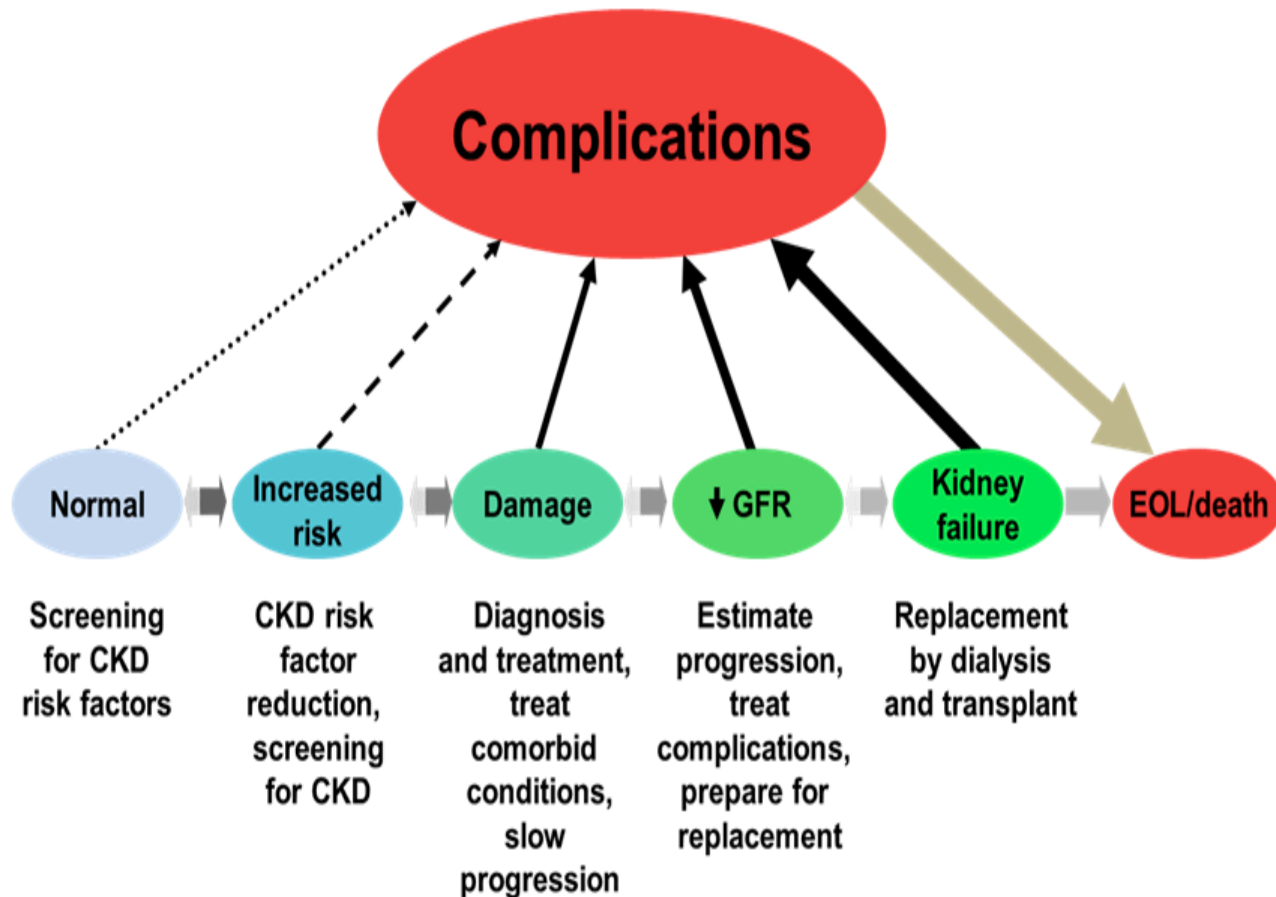 Complications
Normal
Increased
risk
Damage
↓ GFR
Kidney
failure
EOL/death
Screening
for CKD
risk factors
CKD risk
factor
reduction,
screening
for CKD
Diagnosis
and treatment,
treat
comorbid
conditions,
slow
progression
Estimate
progression,
treat
complications,
prepare for
replacement
Replacement
by dialysis
and transplant